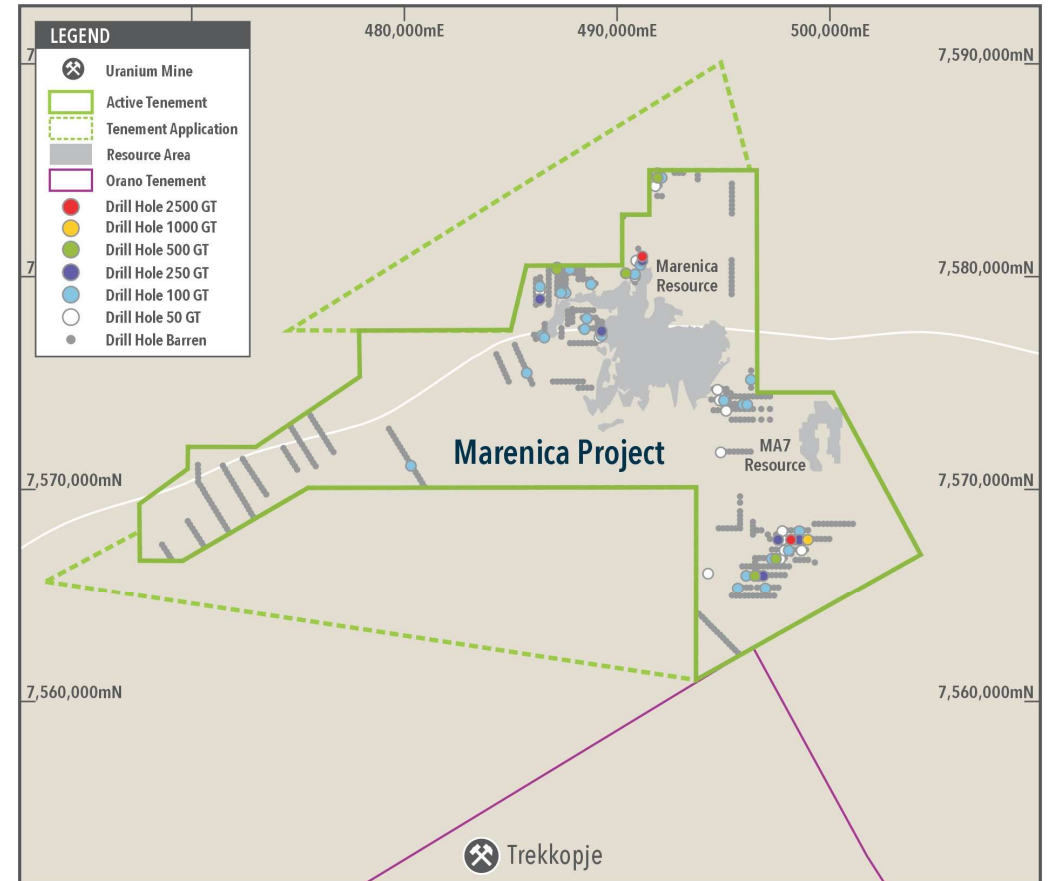 LEGEND
Uranium Mine
Active Tenement
Tenement Application
Resource Area
Orano Tenement
Drill Hole 2500 GT
Drill Hole 1000 GT
Drill Hole 500 GT
Drill Hole 250 GT
Drill Hole 100 GT
Drill Hole 50 GT
Drill Hole Barren
480,000mE
490,000mE
500,000mE
7
7,590,000mN
7
7,580,000mN
Marenica
Resource
Marenica Project
MA7
Resource
7,570,000mN
7,570,000mN
7,560,000mN
7,560,000mN
Trekkopje